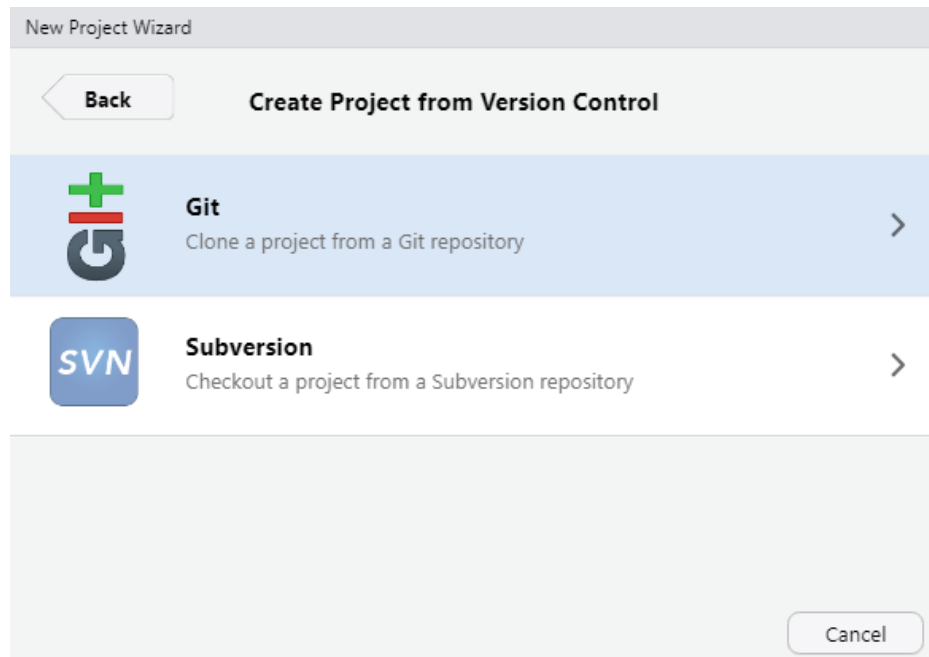 New Project Wizard
Back
Create Project from Version Control
git
Git
Clone a project from a Git repository
SVN
Subversion
Checkout a project from a Subversion repository
Cancel